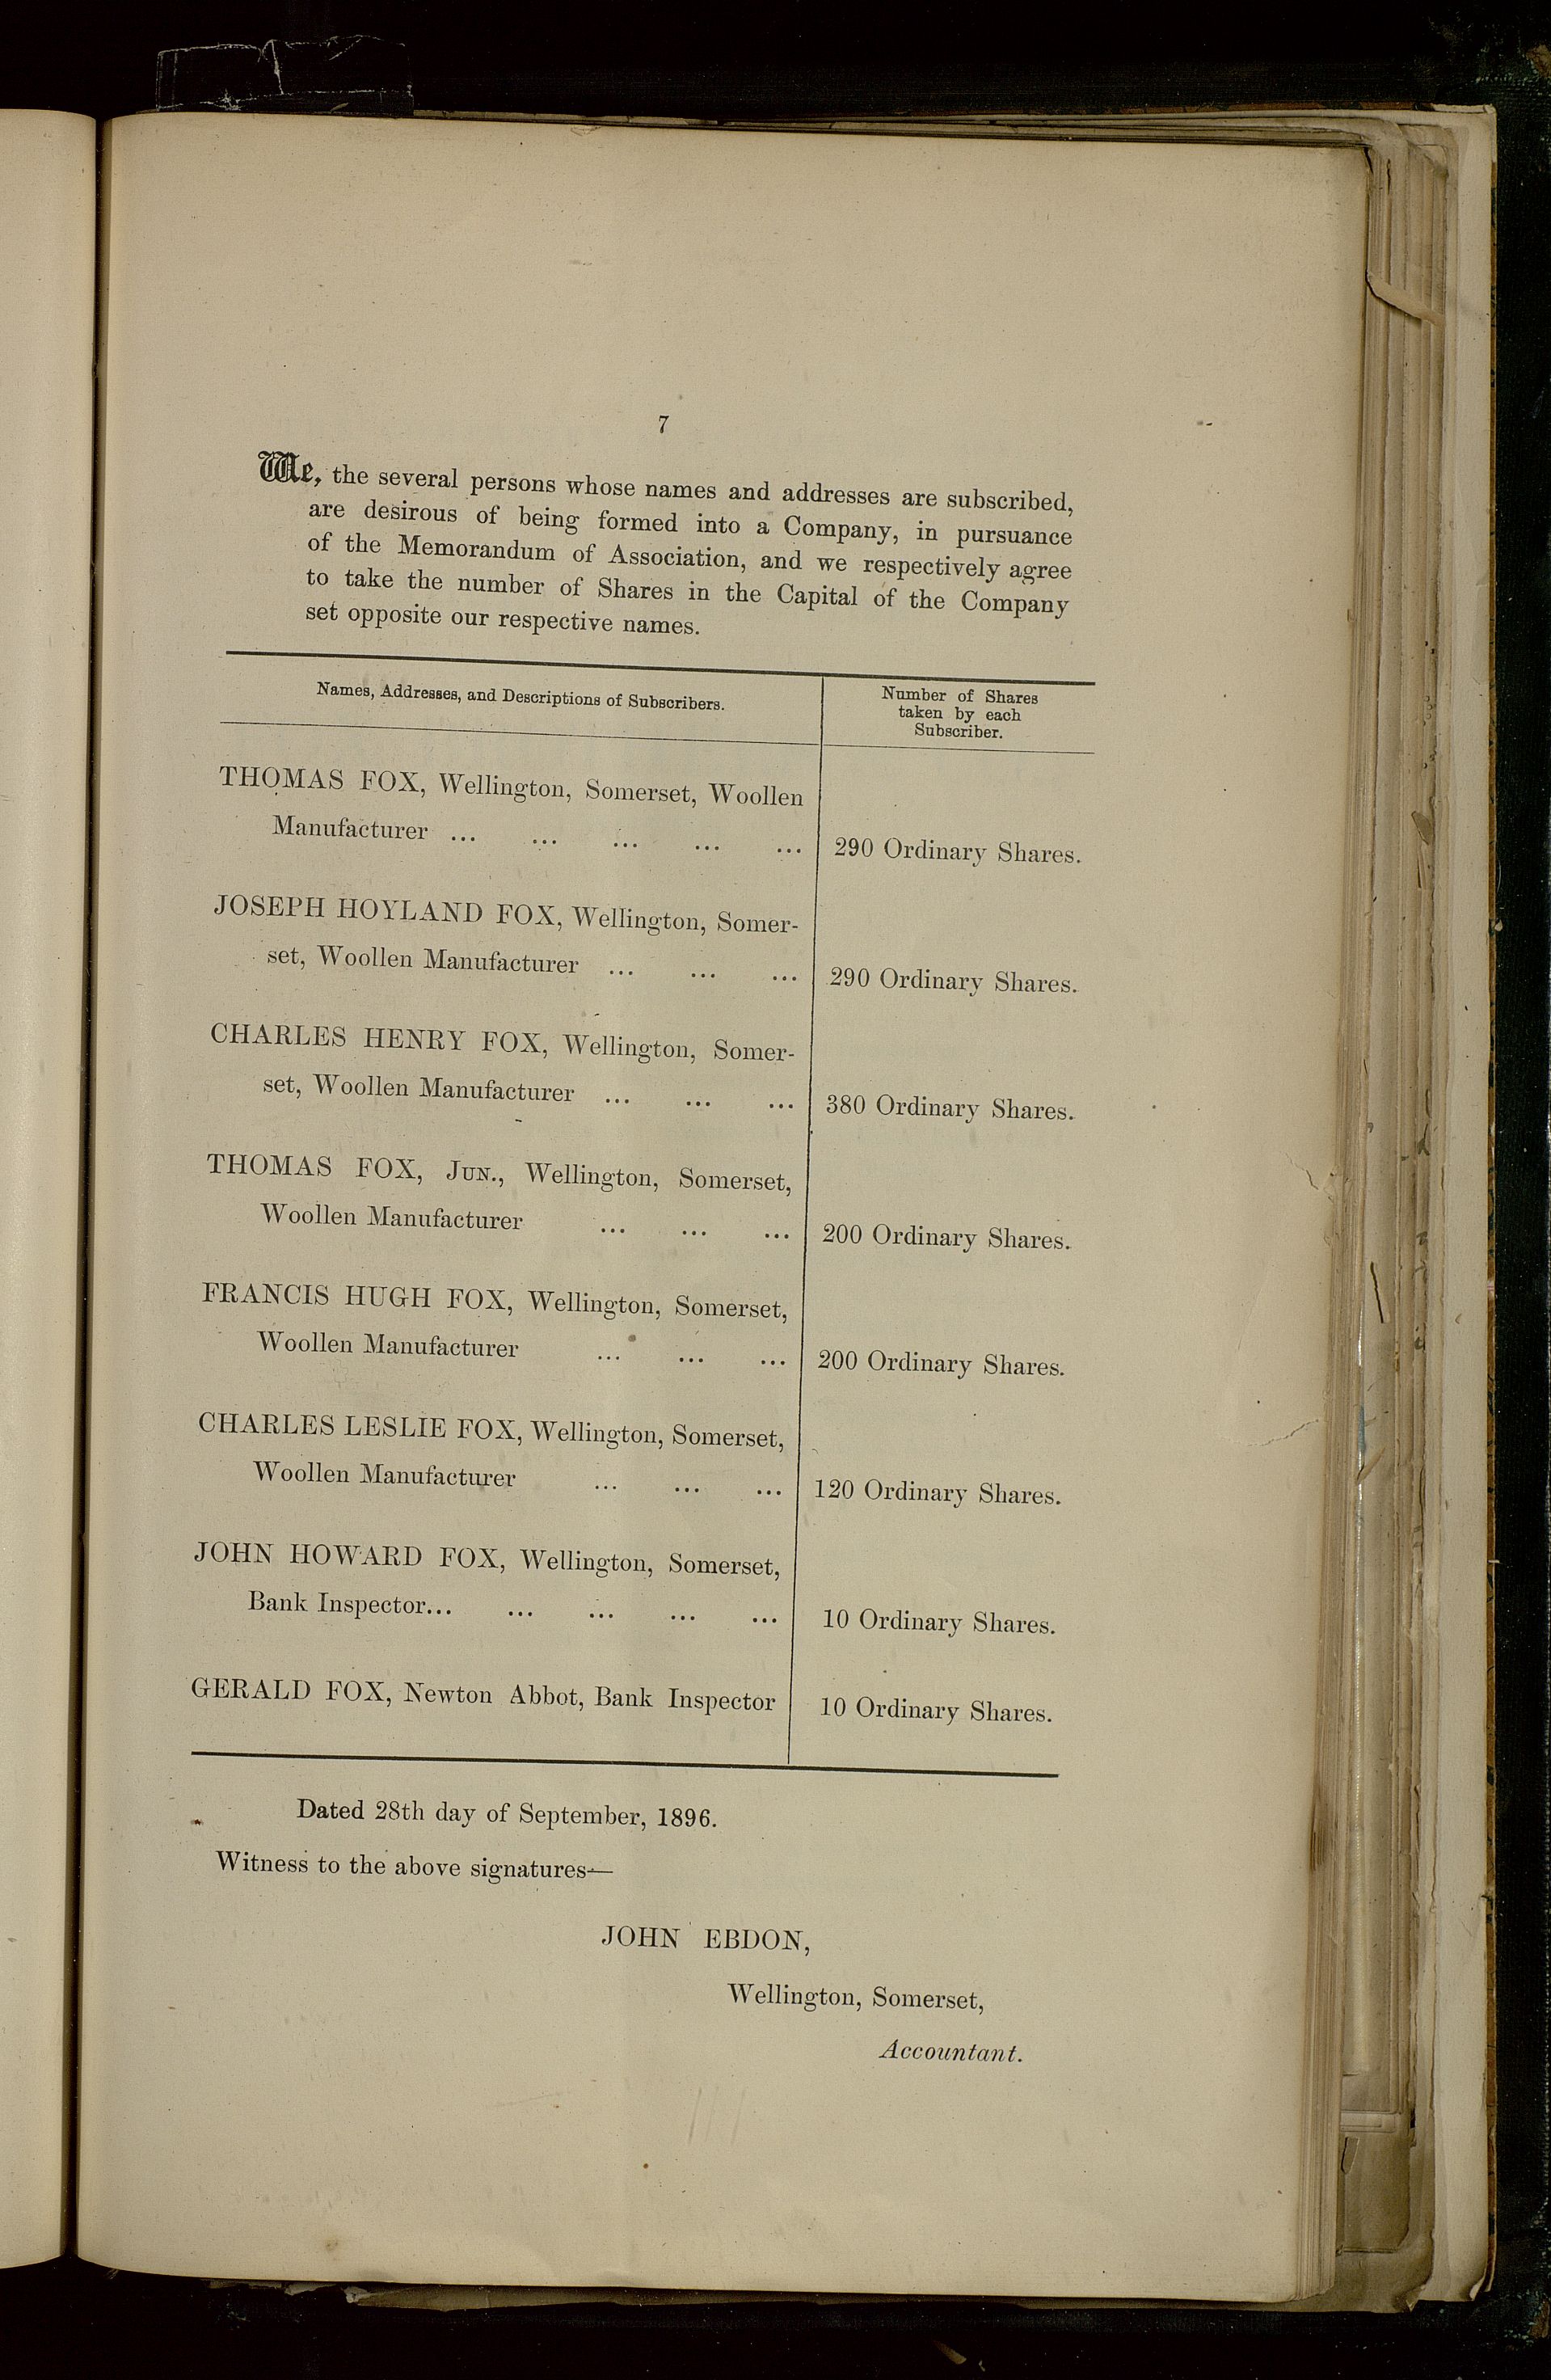 7
We, the several persons whose names and addresses are subscribed,
are desirous of being formed into a Company, in pursuance
of the Memorandum of Association, and we respectively agree
to take the number of Shares in the Capital of the Company
set opposite our respective names.
Names, Addresses, and Descriptions of Subscribers.
Number of Shares
taken by each
Subscriber.
THOMAS FOX, Wellington, Somerset, Woollen
Manufacturer ... ... ... ... ... 290 Ordinary Shares.
JOSEPH HOYLAND FOX, Wellington, Somer-
set, Woollen Manufacturer ... ... ... 290 Ordinary Shares.
CHARLES HENRY FOX, Wellington, Somer-
set, Woollen Manufacturer ... ... ... 380 Ordinary Shares.
THOMAS FOX, JUN., Wellington, Somerset,
Woollen Manufacturer ... ... ... 200 Ordinary Shares.
FRANCIS HUGH FOX, Wellington, Somerset,
Woollen Manufacturer ... ... ... 200 Ordinary Shares.
CHARLES LESLIE FOX, Wellington, Somerset,
Woollen Manufacturer ... ... ... 120 Ordinary Shares.
JOHN HOWARD FOX, Wellington, Somerset,
Bank Inspector... ... ... ... ... 10 Ordinary Shares.
GERALD FOX, Newton Abbot, Bank Inspector 10 Ordinary Shares.
Dated 28th day of September, 1896.
Witness to the above signatures—
JOHN EBDON,
Wellington, Somerset,
Accountant.